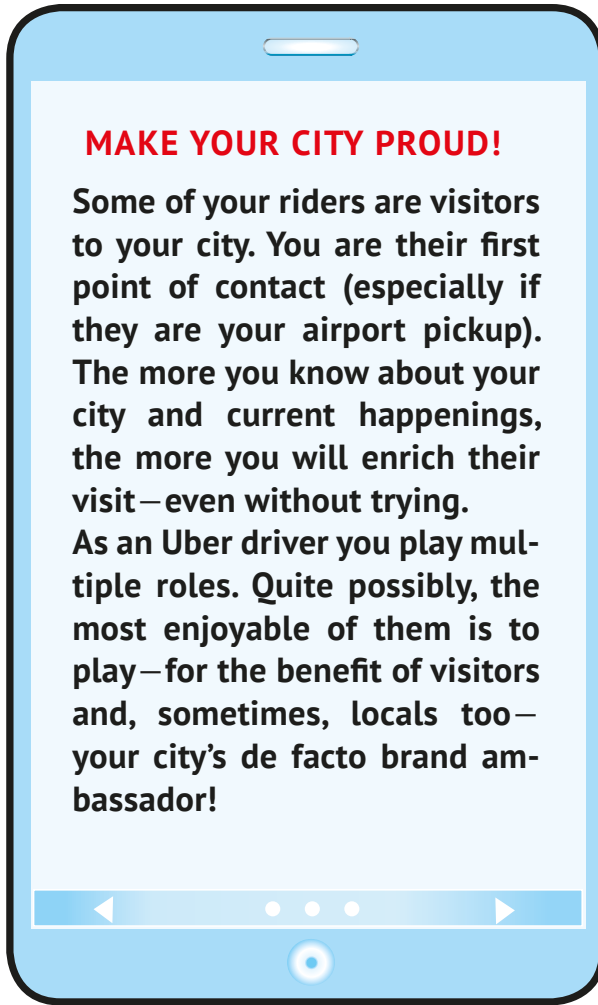 MAKE YOUR CITY PROUD!
Some of your riders are visitors
to your city. You are their first
point of contact (especially if
they are your airport pickup).
The more you know about your
city and current happenings,
the more you will enrich their
visit—even without trying.
As an Uber driver you play mul-
tiple roles. Quite possibly, the
most enjoyable of them is to
play—for the benefit of visitors
and, sometimes, locals too—
your city's de facto brand am-
bassador!